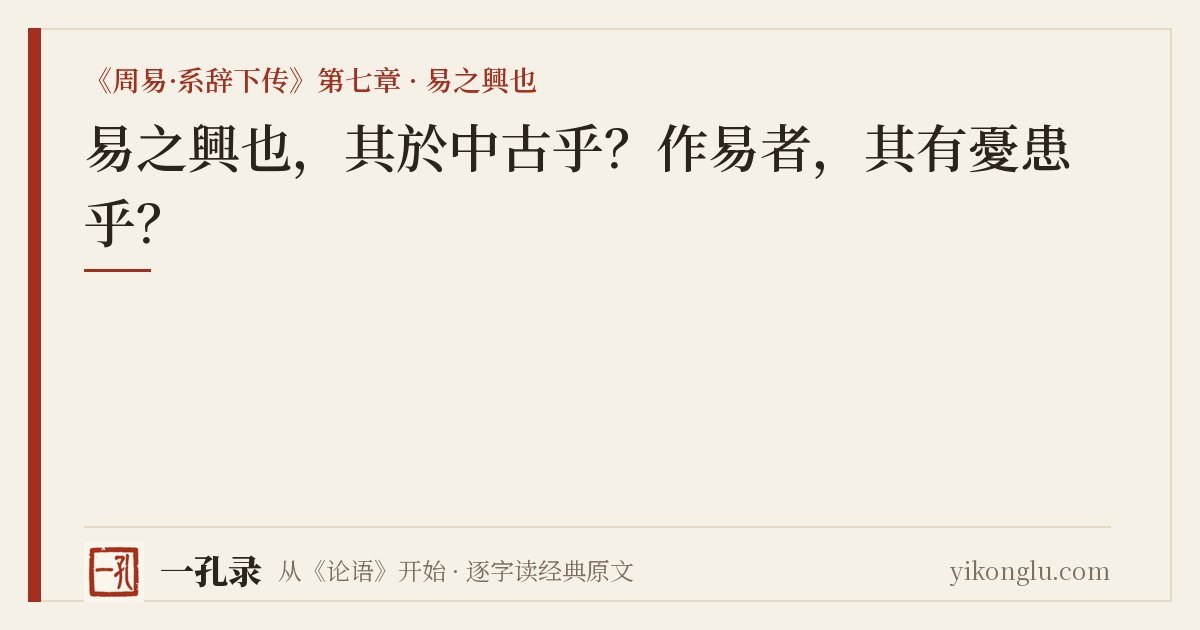 《周易·系辞下传》第七章 · 易之興也
易之興也，其於中古乎？作易者，其有憂患
乎？
一孔 一孔录 从《论语》开始 · 逐字读经典原文 yikonglu.com